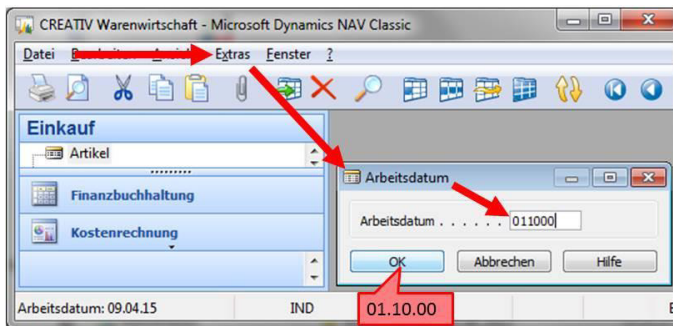 CREATIV Warenwirtschaft - Microsoft Dynamics NAV Classic
Datei Extras Fenster ?
Einkauf
Artikel
Finanzbuchhaltung
Kostenrechnung
Arbeitsdatum
Arbeitsdatum . . . . . . 011000
OK Abbrechen Hilfe
Arbeitsdatum: 09.04.15 IND 01.10.00